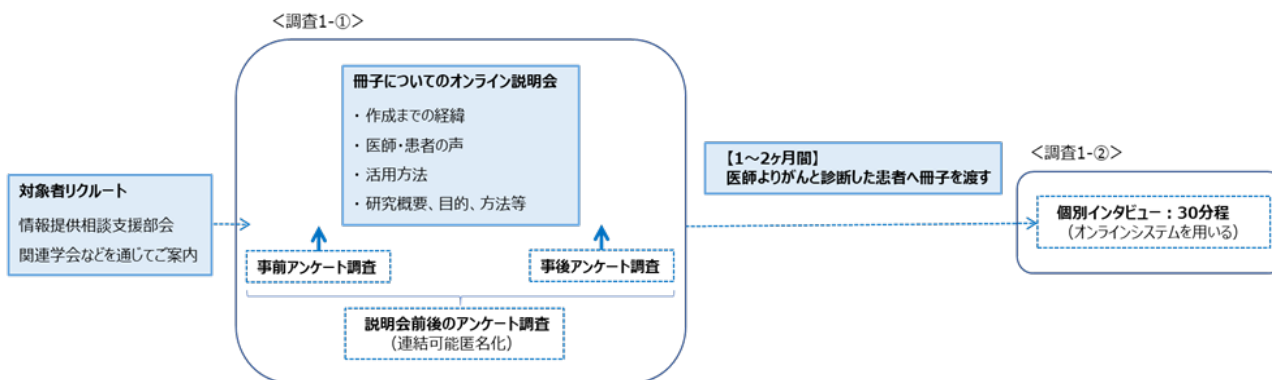 <調査1-①>
冊子についてのオンライン説明会
・ 作成までの経緯
・ 医師・患者の声
・ 活用方法
・ 研究概要、目的、方法等
対象者リクルート
情報提供相談支援部会
関連学会などを通じてご案内
事前アンケート調査
事後アンケート調査
説明会前後のアンケート調査
（連結可能匿名化）
【1～2ヶ月間】
医師よりがんと診断した患者へ冊子を渡す
<調査1-②>
個別インタビュー：30分程
（オンラインシステムを用いる）